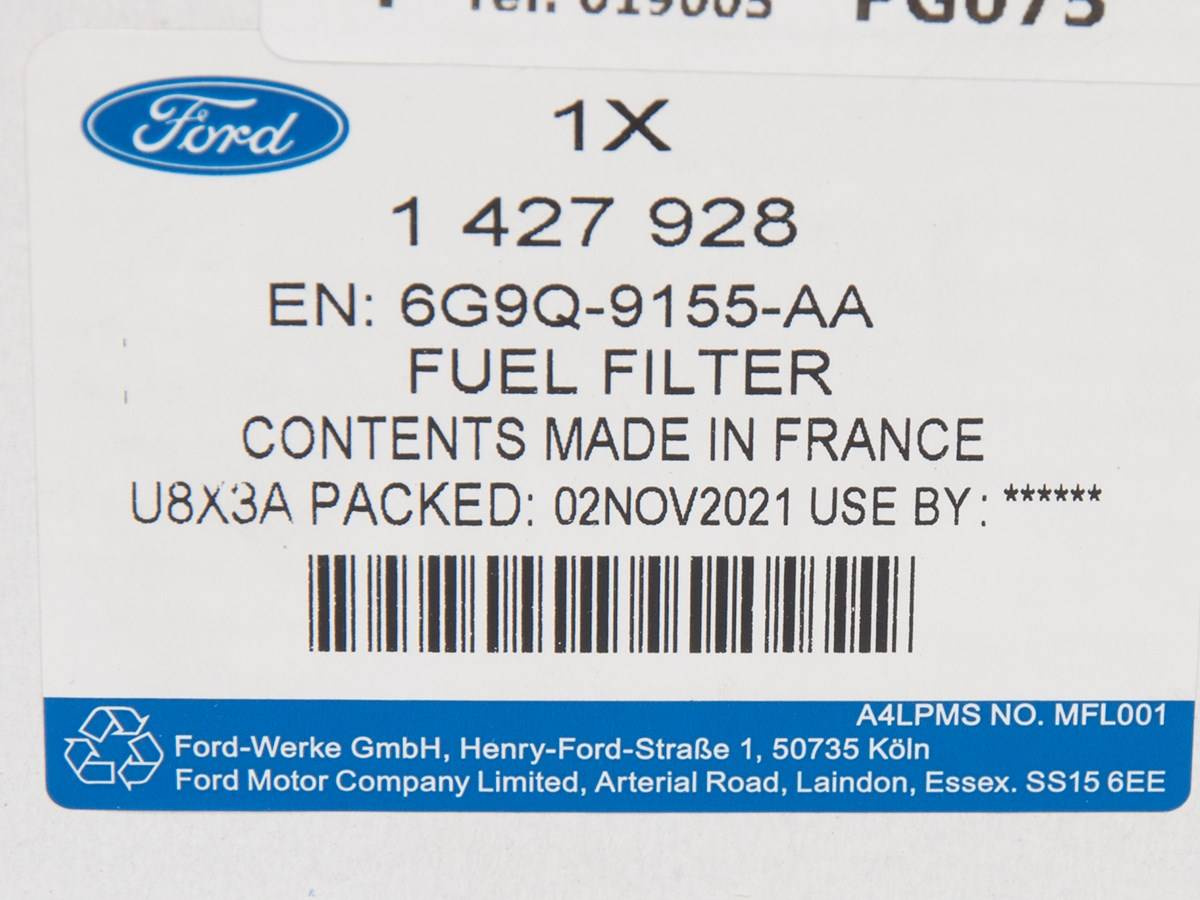 Ford
1X
1 427 928
EN: 6G9Q-9155-AA
FUEL FILTER
CONTENTS MADE IN FRANCE
U8X3A PACKED: 02NOV2021 USE BY: ******
A4LPMS NO. MFL001
Ford-Werke GmbH, Henry-Ford-Straße 1, 50735 Köln
Ford Motor Company Limited, Arterial Road, Laindon, Essex. SS15 6EE